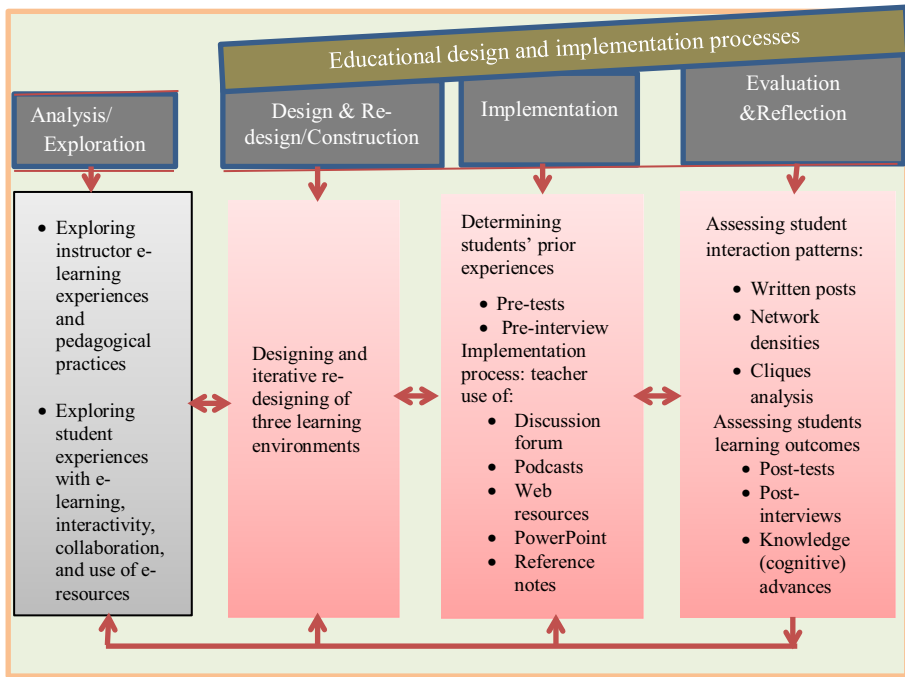 Educational design and implementation processes
Analysis/
Exploration
Design & Re-
design/Construction
Implementation
Evaluation
&Reflection
• Exploring
instructor e-
learning
experiences
and
pedagogical
practices
• Exploring
student
experiences
with e-
learning,
interactivity,
collaboration,
and use of e-
resources
Designing and
iterative re-
designing of
three learning
environments
Determining
students’ prior
experiences
• Pre-tests
• Pre-interview
Implementation
process: teacher
use of:
• Discussion
forum
• Podcasts
• Web
resources
• PowerPoint
• Reference
notes
Assessing student
interaction patterns:
• Written posts
• Network
densities
• Cliques
analysis
Assessing students
learning outcomes
• Post-tests
• Post-
interviews
• Knowledge
(cognitive)
advances